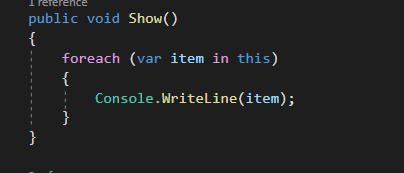 1 reference
public void Show()
{
foreach (var item in this)
{
Console.WriteLine(item);
}
}